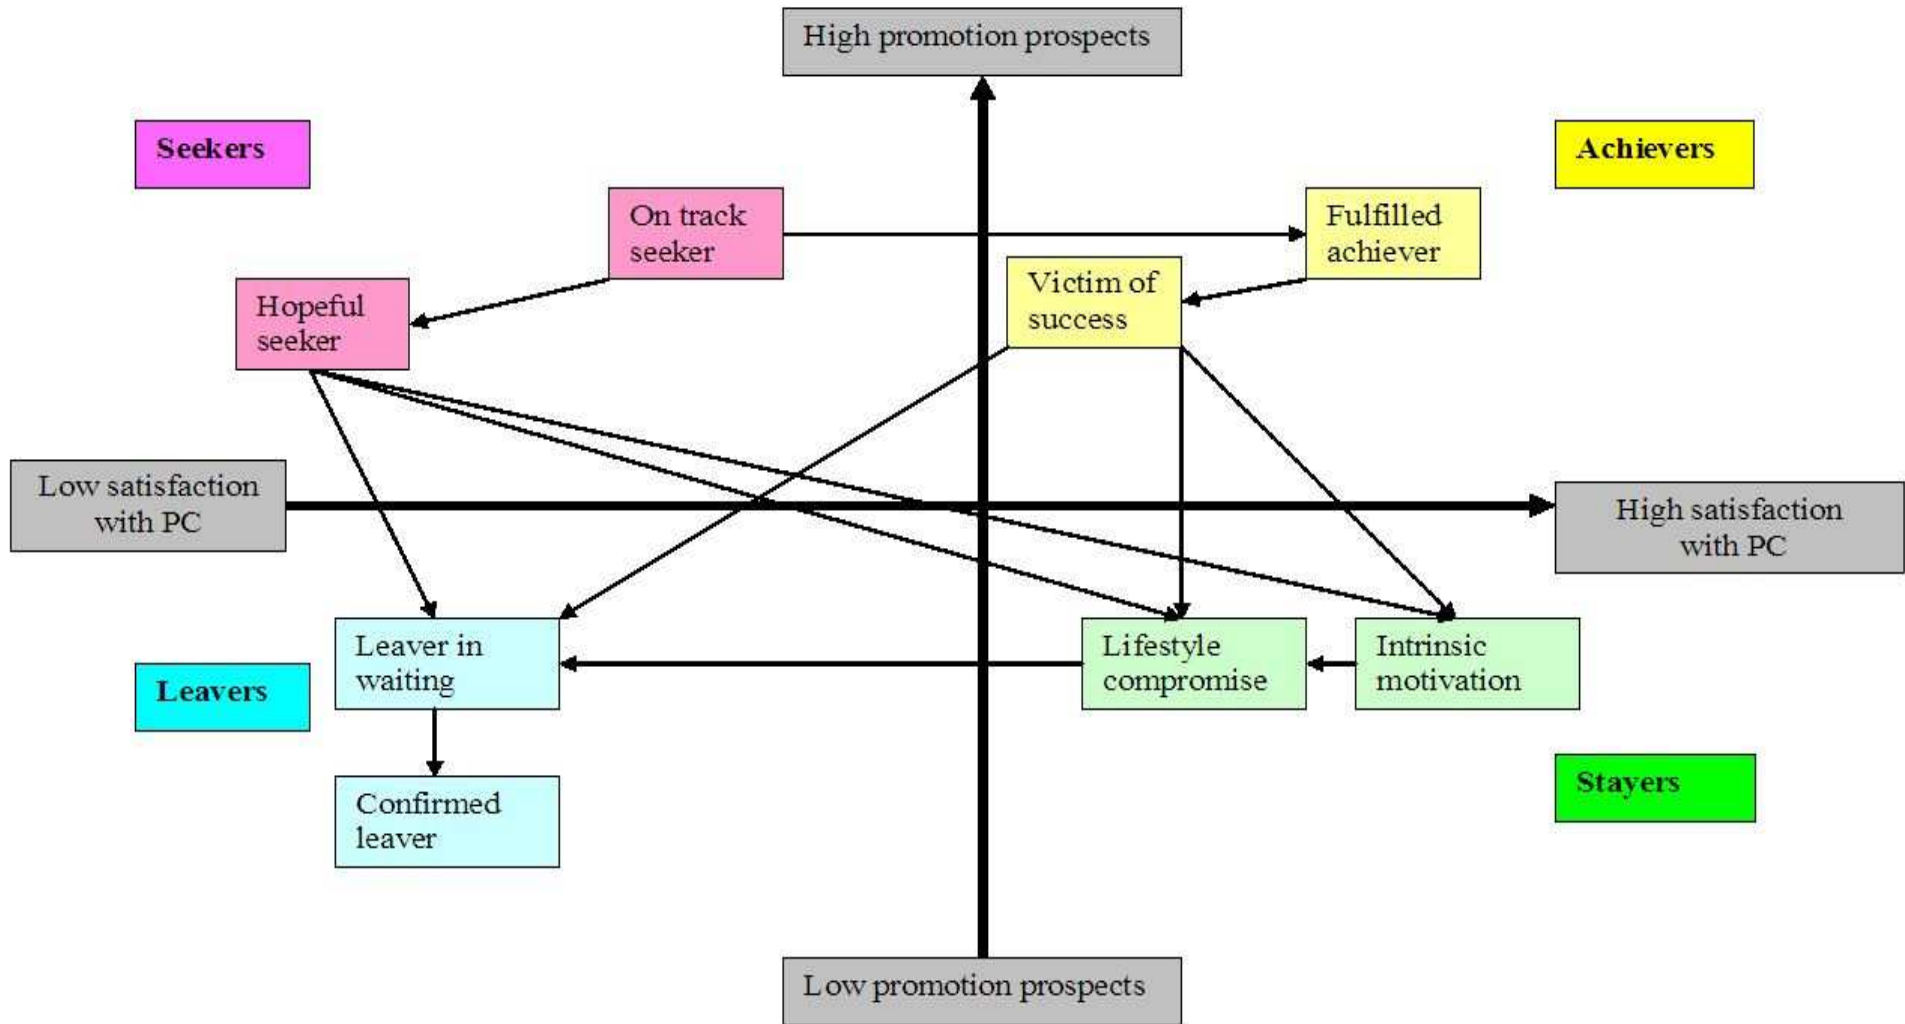 High promotion prospects
Seekers
Achievers
On track
seeker
Fulfilled
achiever
Victim of
success
Hopeful
seeker
Low satisfaction
with PC
High satisfaction
with PC
Leaver in
waiting
Lifestyle
compromise
Intrinsic
motivation
Leavers
Stayers
Confirmed
leaver
Low promotion prospects